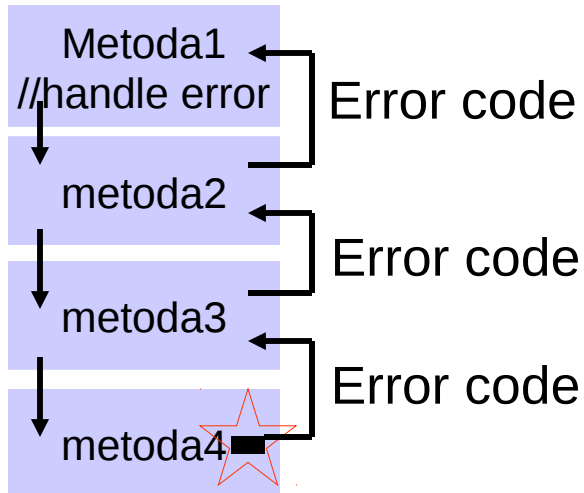 Metoda1
//handle error
Error code
metoda2
Error code
metoda3
Error code
metoda4